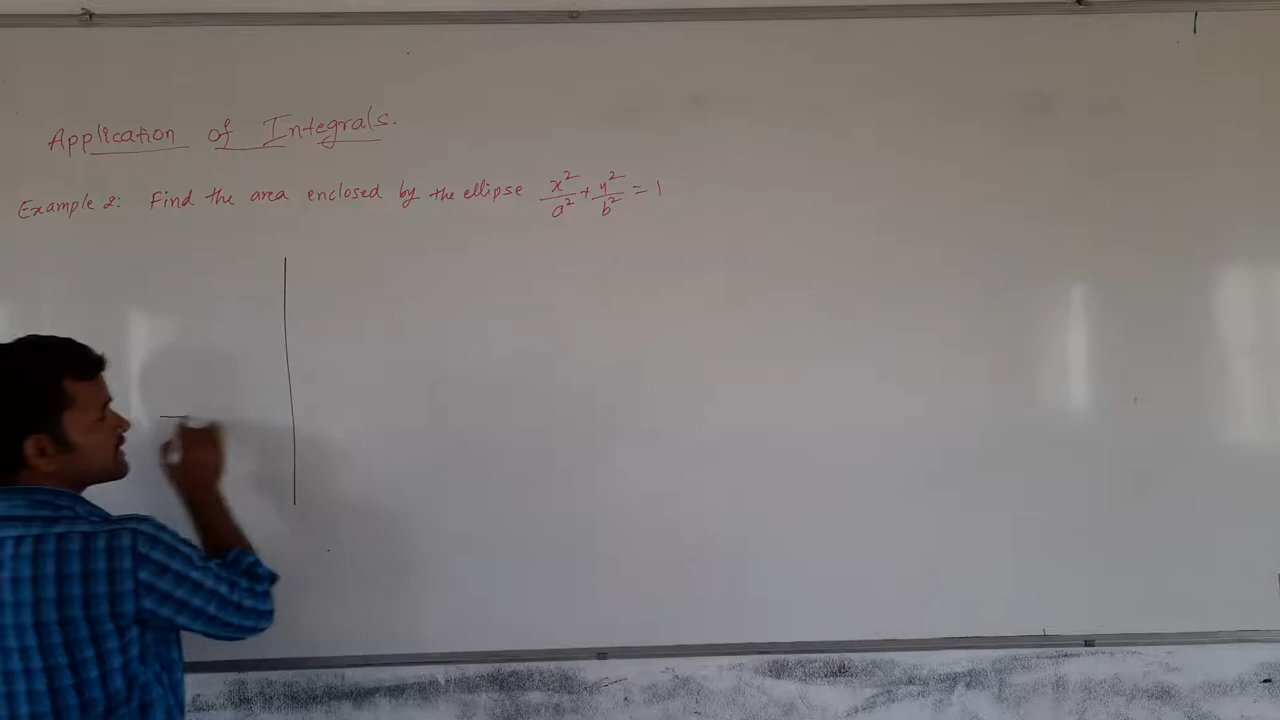 Application of Integrals.
Example 2: Find the area enclosed by the ellipse x²/a² + y²/b² = 1